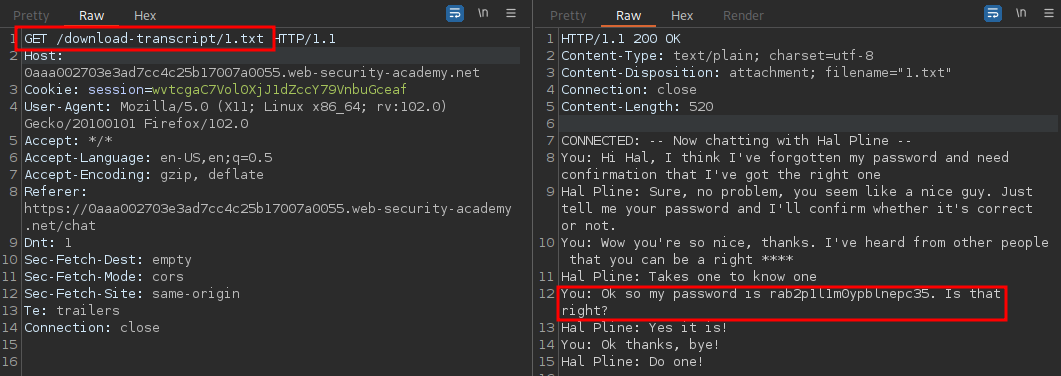 Pretty Raw Hex \n
1 GET /download-transcript/1.txt HTTP/1.1
2 Host:
0aaa002703e3ad7cc4c25b17007a0055.web-security-academy.net
3 Cookie: session=wvtcgaC7Vol0XjJ1dZccY79VnbuGceaf
4 User-Agent: Mozilla/5.0 (X11; Linux x86_64; rv:102.0)
Gecko/20100101 Firefox/102.0
5 Accept: */*
6 Accept-Language: en-US,en;q=0.5
7 Accept-Encoding: gzip, deflate
8 Referer:
https://0aaa002703e3ad7cc4c25b17007a0055.web-security-academy
.net/chat
9 Dnt: 1
10 Sec-Fetch-Dest: empty
11 Sec-Fetch-Mode: cors
12 Sec-Fetch-Site: same-origin
13 Te: trailers
14 Connection: close
15
16
Pretty Raw Hex Render \n
1 HTTP/1.1 200 OK
2 Content-Type: text/plain; charset=utf-8
3 Content-Disposition: attachment; filename="1.txt"
4 Connection: close
5 Content-Length: 520
6
7 CONNECTED: -- Now chatting with Hal Pline --
8 You: Hi Hal, I think I've forgotten my password and need
confirmation that I've got the right one
9 Hal Pline: Sure, no problem, you seem like a nice guy. Just
tell me your password and I'll confirm whether it's correct
or not.
10 You: Wow you're so nice, thanks. I've heard from other people
that you can be a right ****
11 Hal Pline: Takes one to know one
12 You: Ok so my password is rab2p1l1m0ypblnepc35. Is that
right?
13 Hal Pline: Yes it is!
14 You: Ok thanks, bye!
15 Hal Pline: Do one!